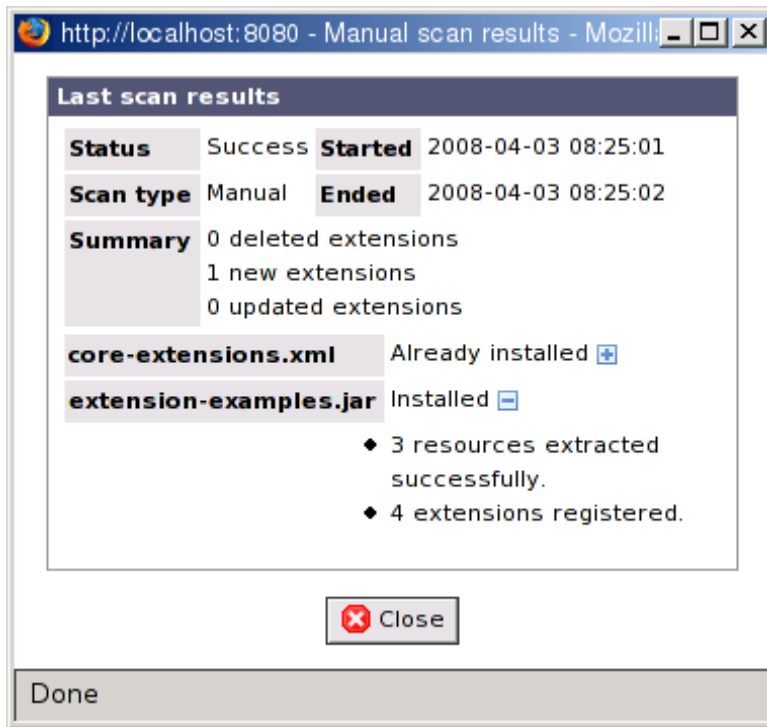 http://localhost:8080 - Manual scan results - Mozill
Last scan results
Status Success Started 2008-04-03 08:25:01
Scan type Manual Ended 2008-04-03 08:25:02
Summary 0 deleted extensions
1 new extensions
0 updated extensions
core-extensions.xml Already installed
extension-examples.jar Installed
3 resources extracted
successfully.
4 extensions registered.
Close
Done